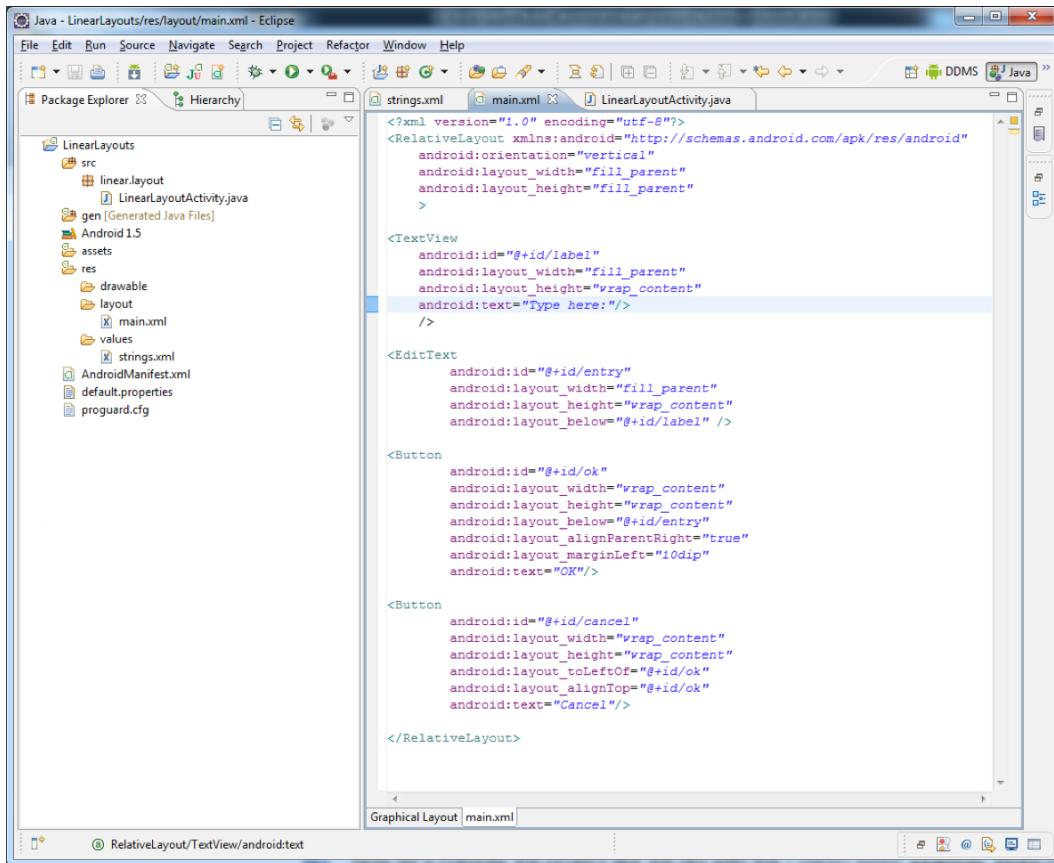 Java - LinearLayouts/res/layout/main.xml - Eclipse
File Edit Run Source Navigate Search Project Refactor Window Help
DDMS Java
Package Explorer Hierarchy
strings.xml main.xml LinearLayoutActivity.java
LinearLayouts
src
linear.layout
LinearLayoutActivity.java
gen [Generated Java Files]
Android 1.5
assets
res
drawable
layout
main.xml
values
strings.xml
AndroidManifest.xml
default.properties
proguard.cfg
<?xml version="1.0" encoding="utf-8"?>
<RelativeLayout xmlns:android="http://schemas.android.com/apk/res/android"
android:orientation="vertical"
android:layout_width="fill_parent"
android:layout_height="fill_parent"
>
<TextView
android:id="@+id/label"
android:layout_width="fill_parent"
android:layout_height="wrap_content"
android:text="Type here:"/>
/>
<EditText
android:id="@+id/entry"
android:layout_width="fill_parent"
android:layout_height="wrap_content"
android:layout_below="@+id/label" />
<Button
android:id="@+id/ok"
android:layout_width="wrap_content"
android:layout_height="wrap_content"
android:layout_below="@+id/entry"
android:layout_alignParentRight="true"
android:layout_marginLeft="10dip"
android:text="OK"/>
<Button
android:id="@+id/cancel"
android:layout_width="wrap_content"
android:layout_height="wrap_content"
android:layout_toLeftOf="@+id/ok"
android:layout_alignTop="@+id/ok"
android:text="Cancel"/>
</RelativeLayout>
Graphical Layout main.xml
RelativeLayout/TextView/android:text